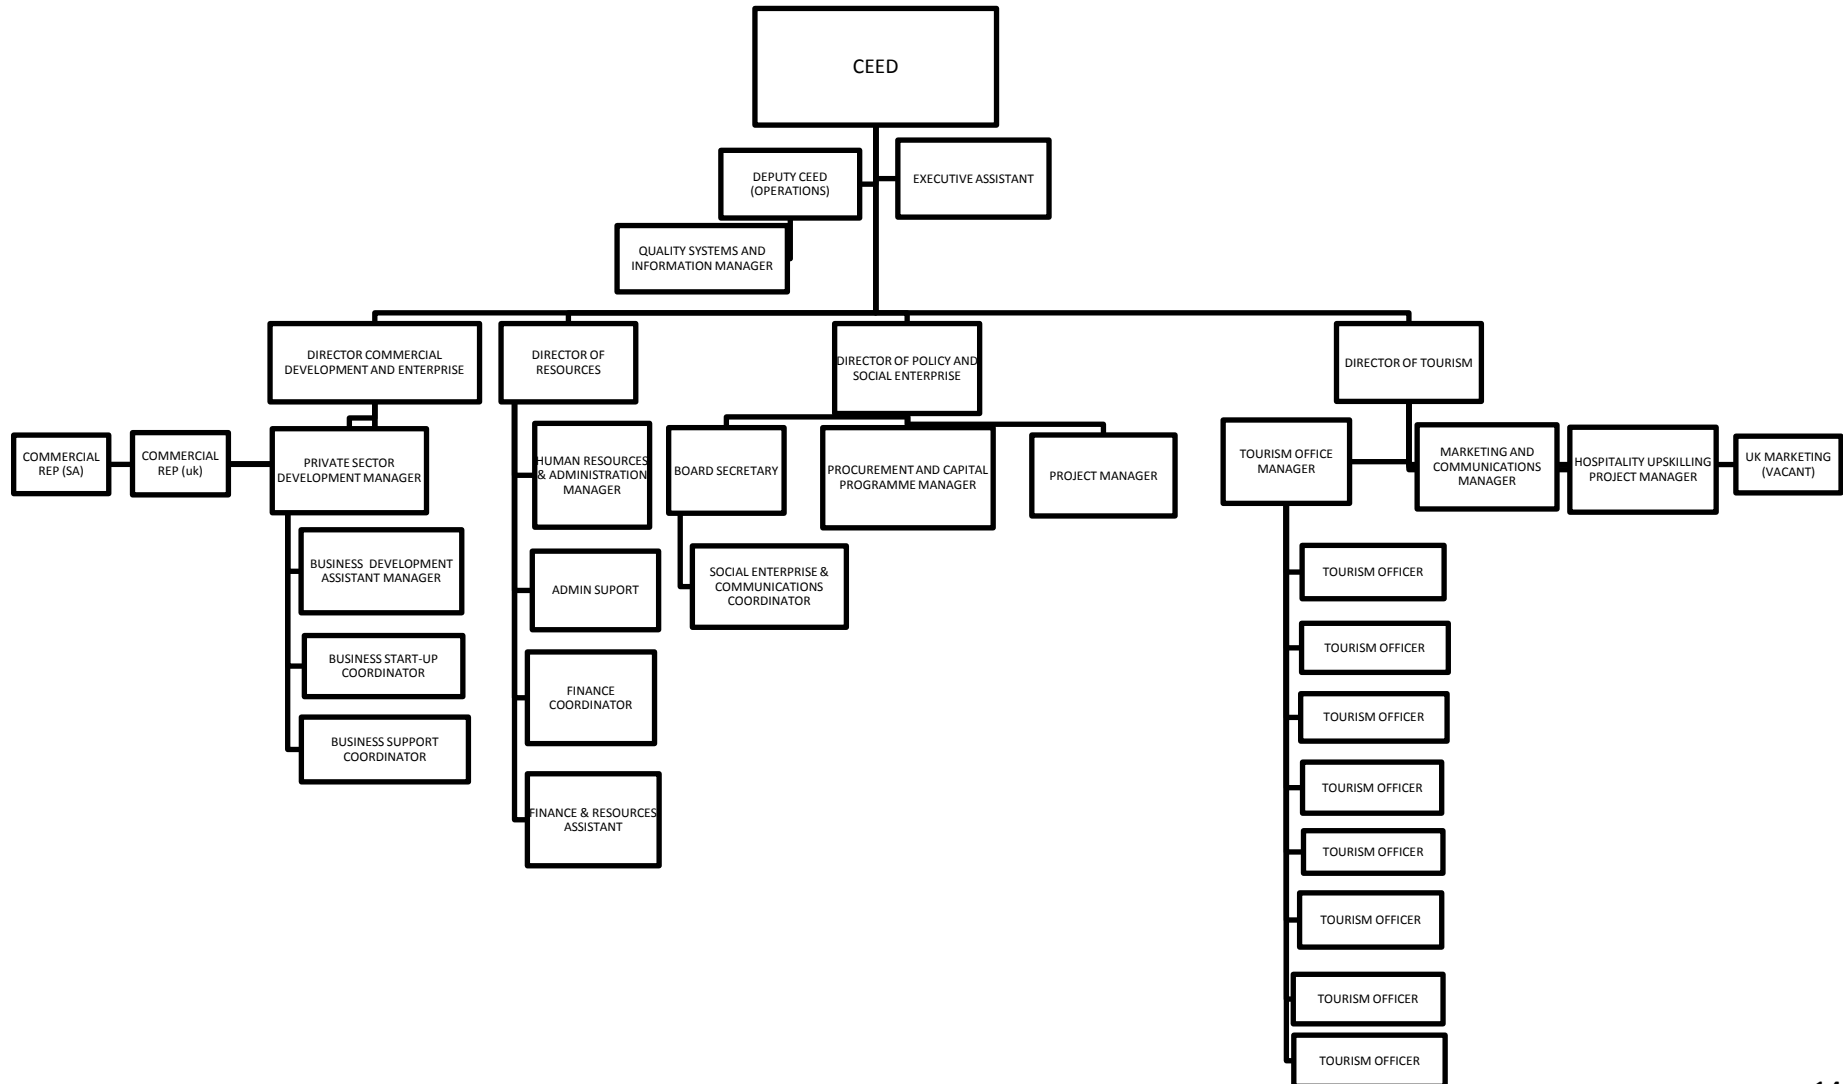 CEED
DEPUTY CEED
(OPERATIONS)
EXECUTIVE ASSISTANT
QUALITY SYSTEMS AND
INFORMATION MANAGER
DIRECTOR COMMERCIAL
DEVELOPMENT AND ENTERPRISE
DIRECTOR OF
RESOURCES
DIRECTOR OF POLICY AND
SOCIAL ENTERPRISE
DIRECTOR OF TOURISM
COMMERCIAL
REP (SA)
COMMERCIAL
REP (uk)
PRIVATE SECTOR
DEVELOPMENT MANAGER
HUMAN RESOURCES
& ADMINISTRATION
MANAGER
BOARD SECRETARY
PROCUREMENT AND CAPITAL
PROGRAMME MANAGER
PROJECT MANAGER
TOURISM OFFICE
MANAGER
MARKETING AND
COMMUNICATIONS
MANAGER
HOSPITALITY UPSKILLING
PROJECT MANAGER
UK MARKETING
(VACANT)
BUSINESS DEVELOPMENT
ASSISTANT MANAGER
BUSINESS START-UP
COORDINATOR
BUSINESS SUPPORT
COORDINATOR
ADMIN SUPORT
FINANCE
COORDINATOR
FINANCE & RESOURCES
ASSISTANT
SOCIAL ENTERPRISE &
COMMUNICATIONS
COORDINATOR
TOURISM OFFICER
TOURISM OFFICER
TOURISM OFFICER
TOURISM OFFICER
TOURISM OFFICER
TOURISM OFFICER
TOURISM OFFICER
TOURISM OFFICER